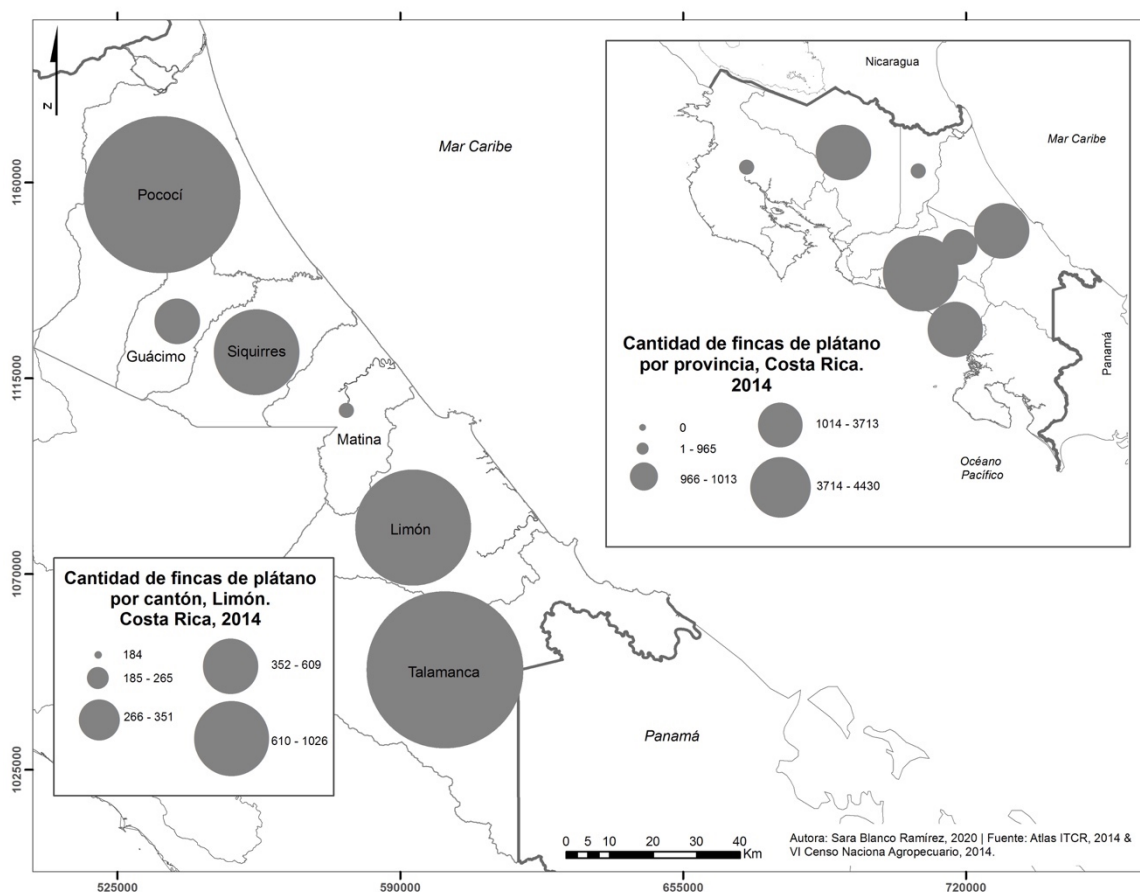 N
Mar Caribe
Pococí
Guácimo
Siquirres
Matina
Limón
Talamanca
Panamá
1160000
1115000
1070000
1025000
525000
590000
655000
720000
Cantidad de fincas de plátano
por cantón, Limón.
Costa Rica, 2014
184
185 - 265
266 - 351
352 - 609
610 - 1026
Nicaragua
Mar Caribe
Panamá
Océano
Pacífico
Cantidad de fincas de plátano
por provincia, Costa Rica.
2014
0
1 - 965
966 - 1013
1014 - 3713
3714 - 4430
0 5 10 20 30 40
Km
Autora: Sara Blanco Ramírez, 2020 | Fuente: Atlas ITCR, 2014 &
VI Censo Naciona Agropecuario, 2014.